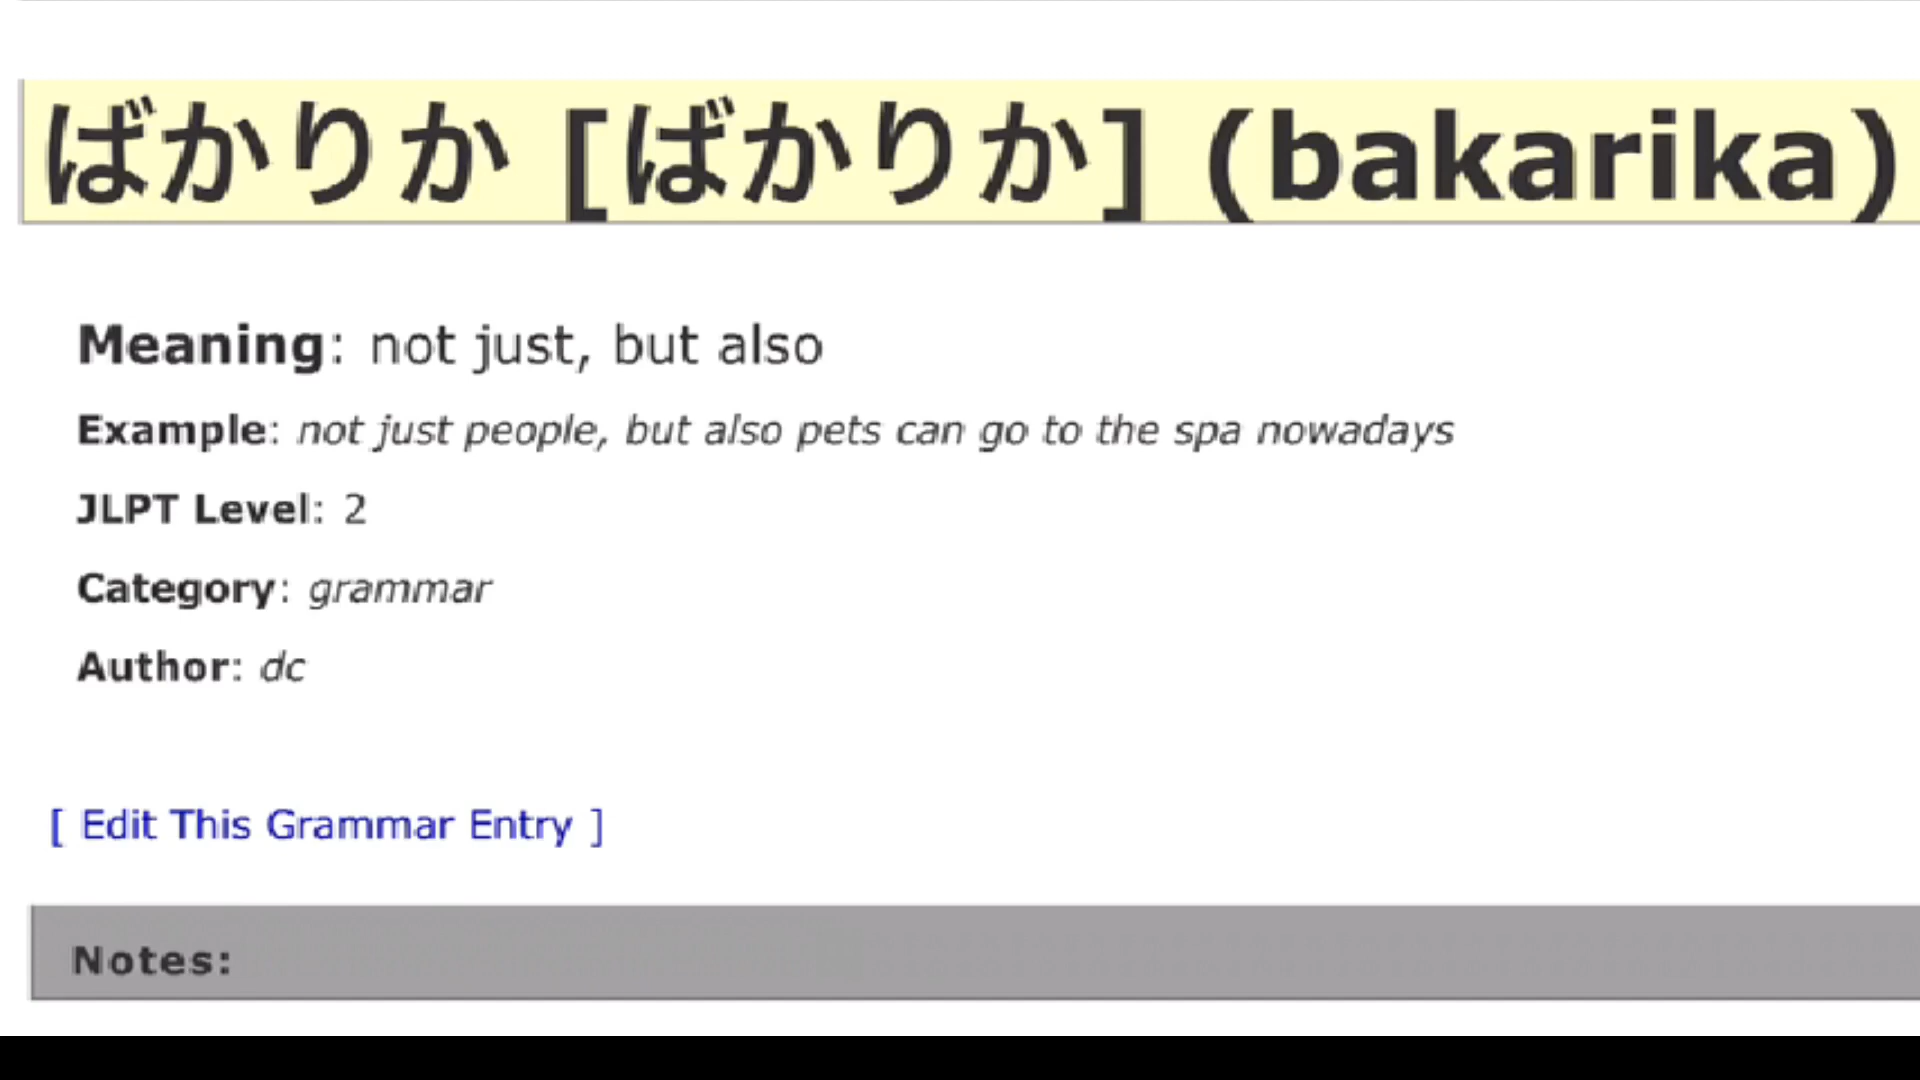 ばかりか [ばかりか] (bakarika)
Meaning: not just, but also
Example: not just people, but also pets can go to the spa nowadays
JLPT Level: 2
Category: grammar
Author: dc
[ Edit This Grammar Entry ]
Notes: